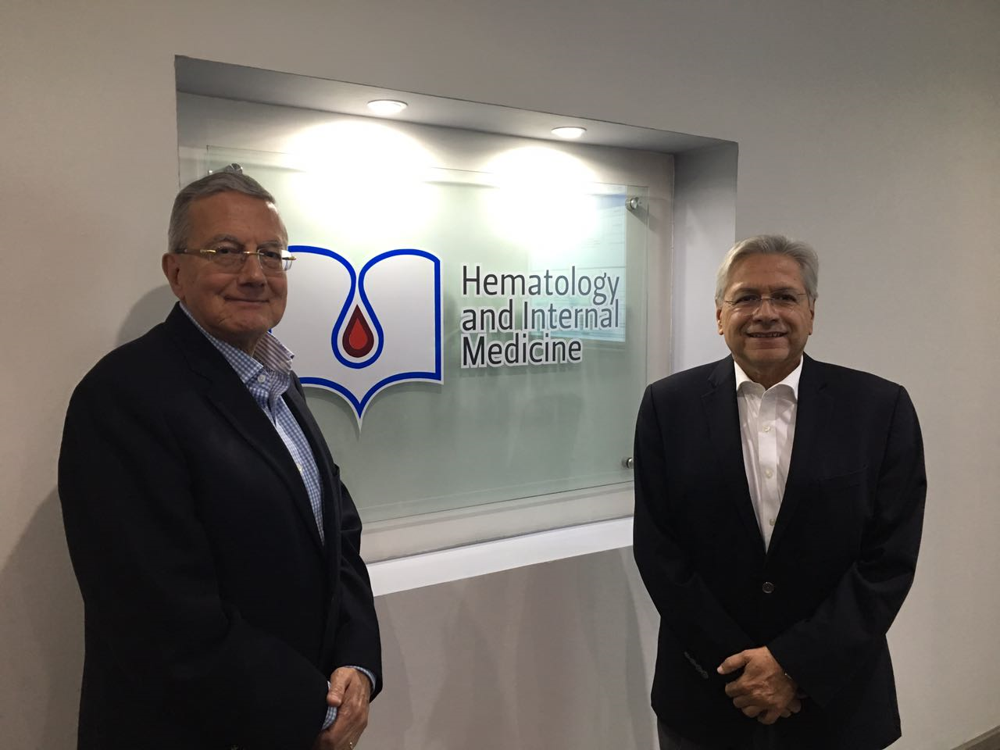 Hematology
and Internal
Medicine